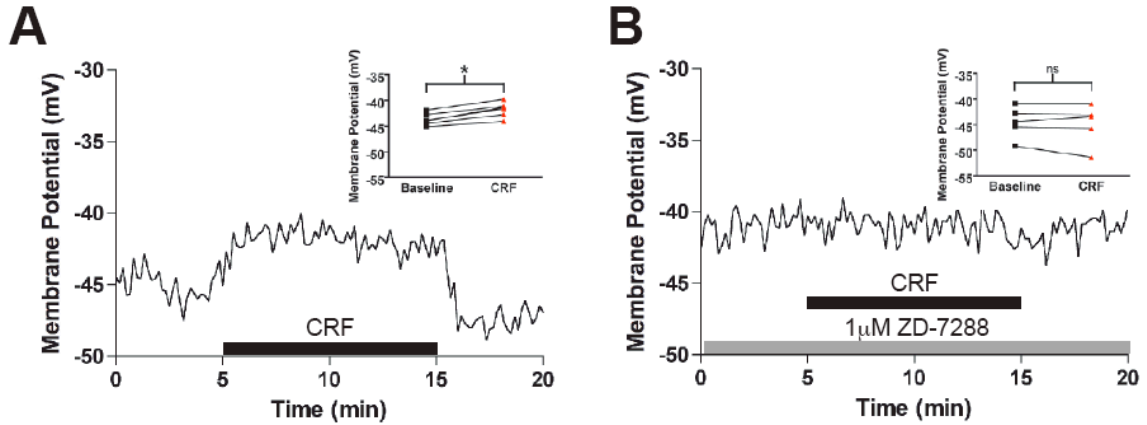 A
B
Membrane Potential (mV)
-30
-35
-40
-45
-50
0
5
10
15
20
Time (min)
CRF
Membrane Potential (mV)
-35
-40
-45
-50
-55
*
Baseline
CRF
Membrane Potential (mV)
-30
-35
-40
-45
-50
0
5
10
15
20
Time (min)
CRF
1μM ZD-7288
Membrane Potential (mV)
-35
-40
-45
-50
-55
ns
Baseline
CRF